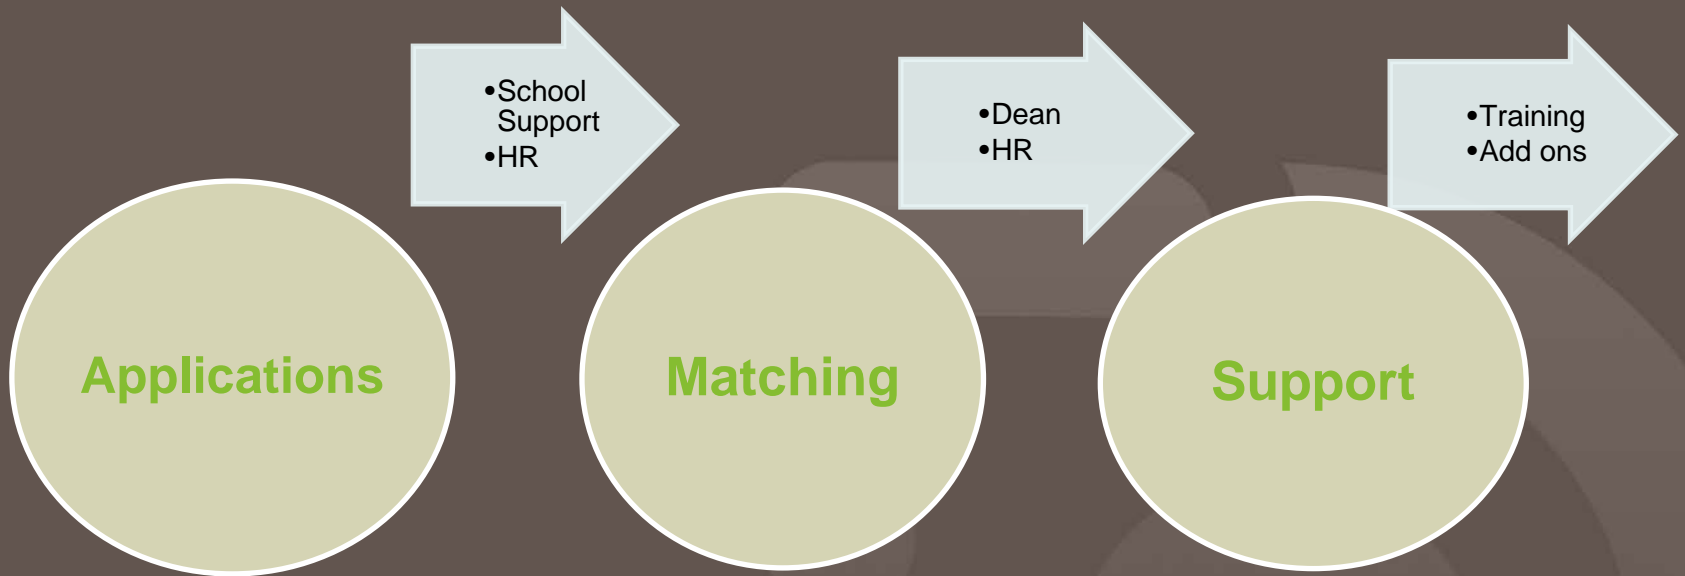 •School
Support
•HR
•Dean
•HR
•Training
•Add ons
Applications
Matching
Support